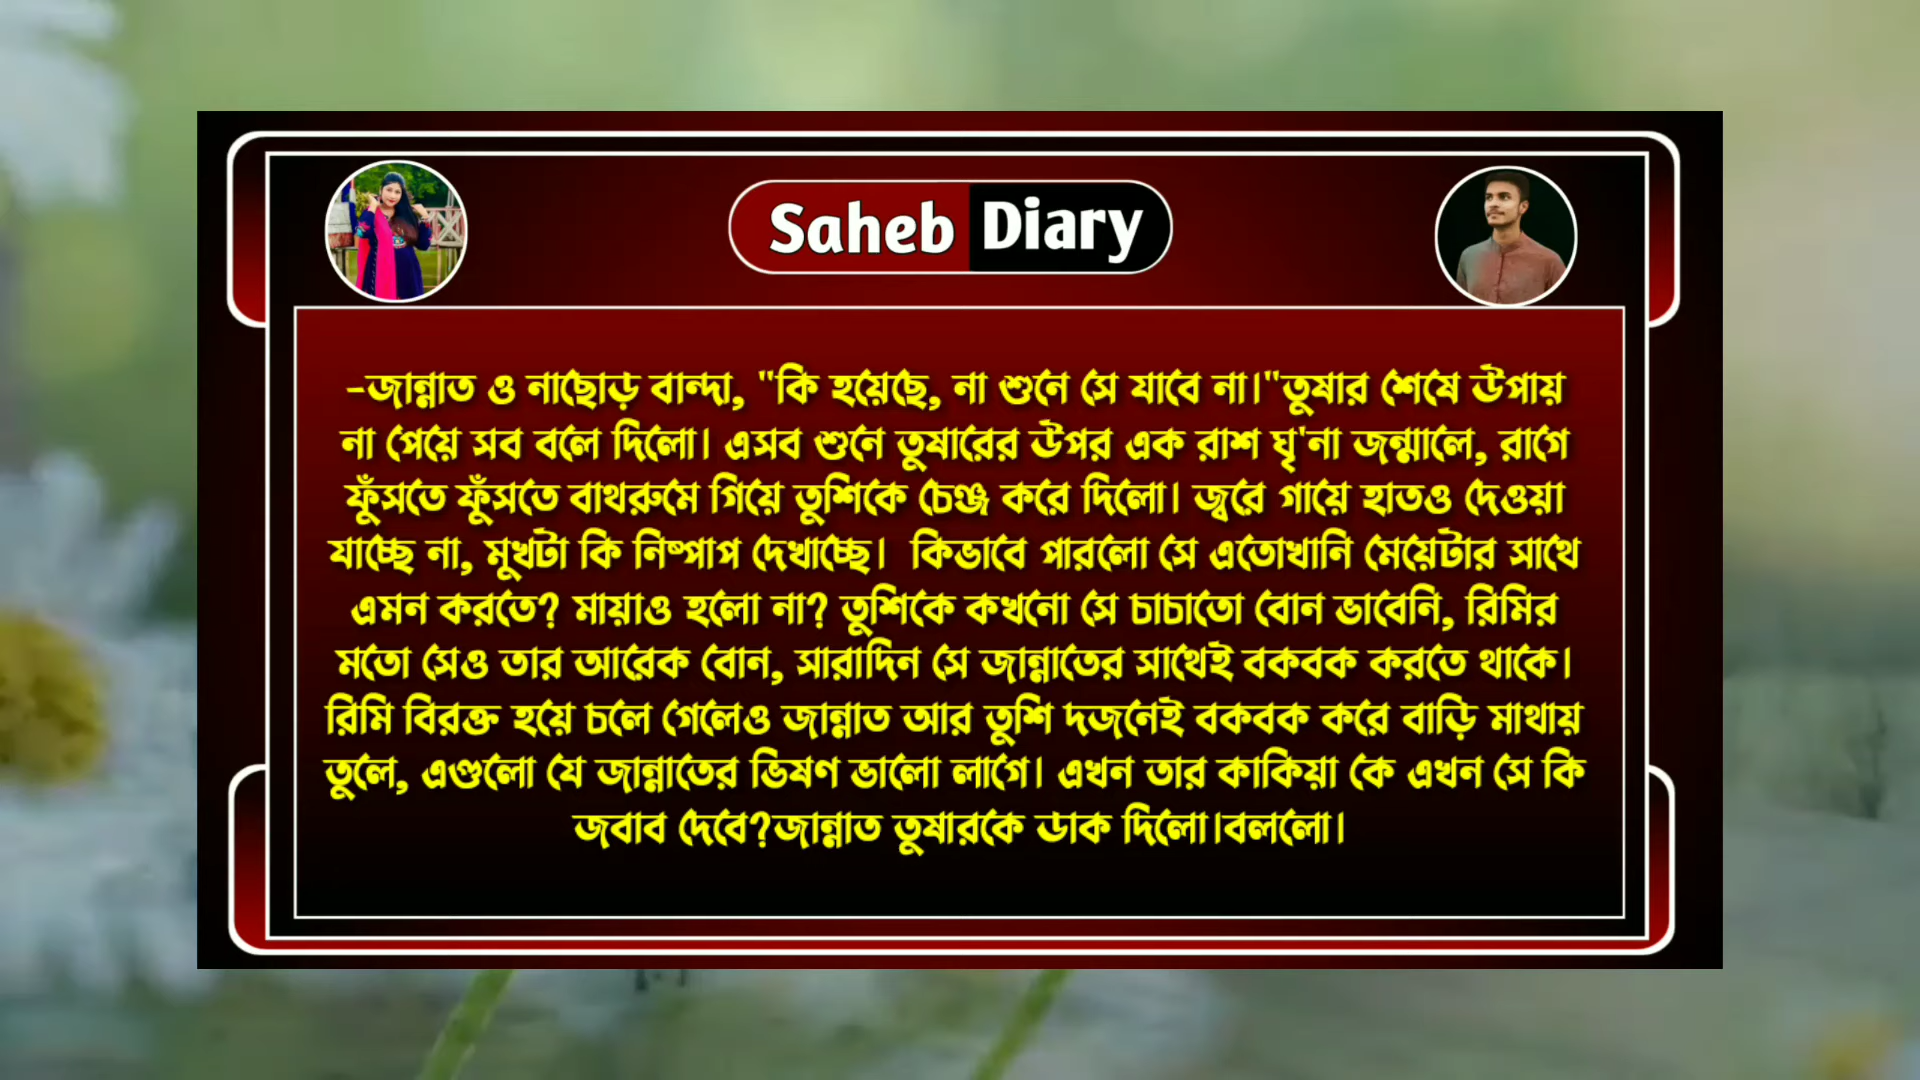 Saheb Diary
-জান্নাত ও নাছোড় বান্দা, "কি হয়েছে, না শুনে সে যাবে না।"তুষার শেষে উপায়
না পেয়ে সব বলে দিলো। এসব শুনে তুষারের উপর এক রাশ ঘৃ'না জন্মালে, রাগে
ফুঁসতে ফুঁসতে বাথরুমে গিয়ে তুশিকে চেঞ্জ করে দিলো। জ্বরে গায়ে হাতও দেওয়া
যাচ্ছে না, মুখটা কি নিষ্পাপ দেখাচ্ছে।  কিভাবে পারলো সে এতোখানি মেয়েটার সাথে
এমন করতে? মায়াও হলো না? তুশিকে কখনো সে চাচাতো বোন ভাবেনি, রিমির
মতো সেও তার আরেক বোন, সারাদিন সে জান্নাতের সাথেই বকবক করতে থাকে।
রিমি বিরক্ত হয়ে চলে গেলেও জান্নাত আর তুশি দজনেই বকবক করে বাড়ি মাথায়
তুলে, এগুলো যে জান্নাতের ভিষণ ভালো লাগে। এখন তার কাকিয়া কে এখন সে কি
জবাব দেবে?জান্নাত তুষারকে ডাক দিলো।বললো।